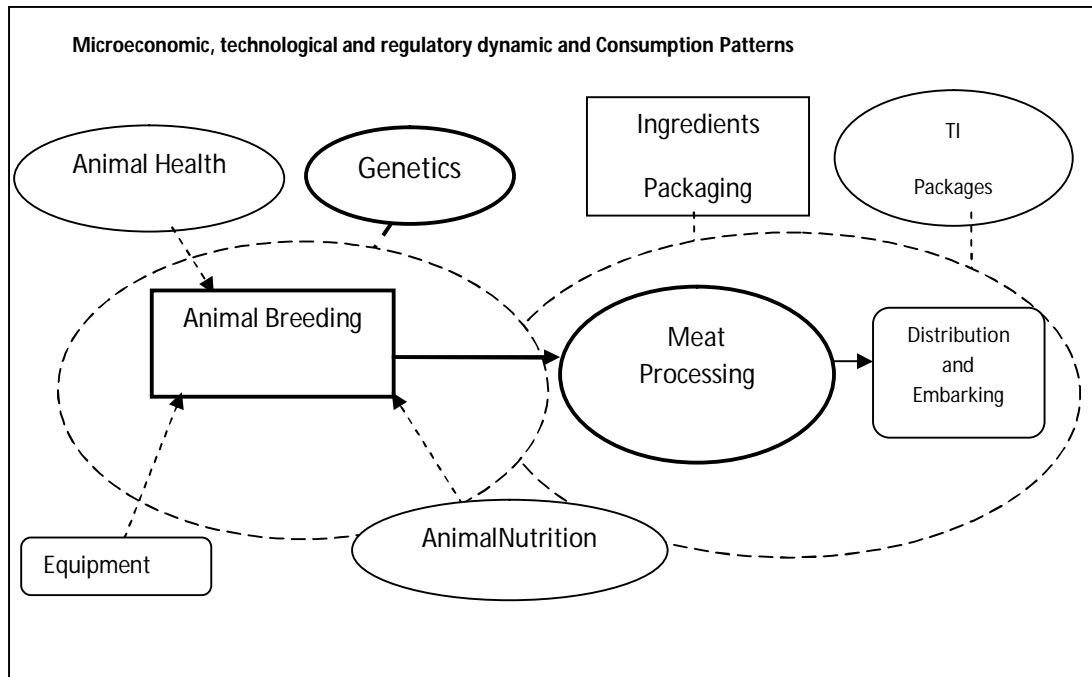 Microeconomic, technological and regulatory dynamic and Consumption Patterns
Animal Health
Genetics
Ingredients
Packaging
TI
Packages
Animal Breeding
Meat
Processing
Distribution
and
Embarking
Equipment
AnimalNutrition